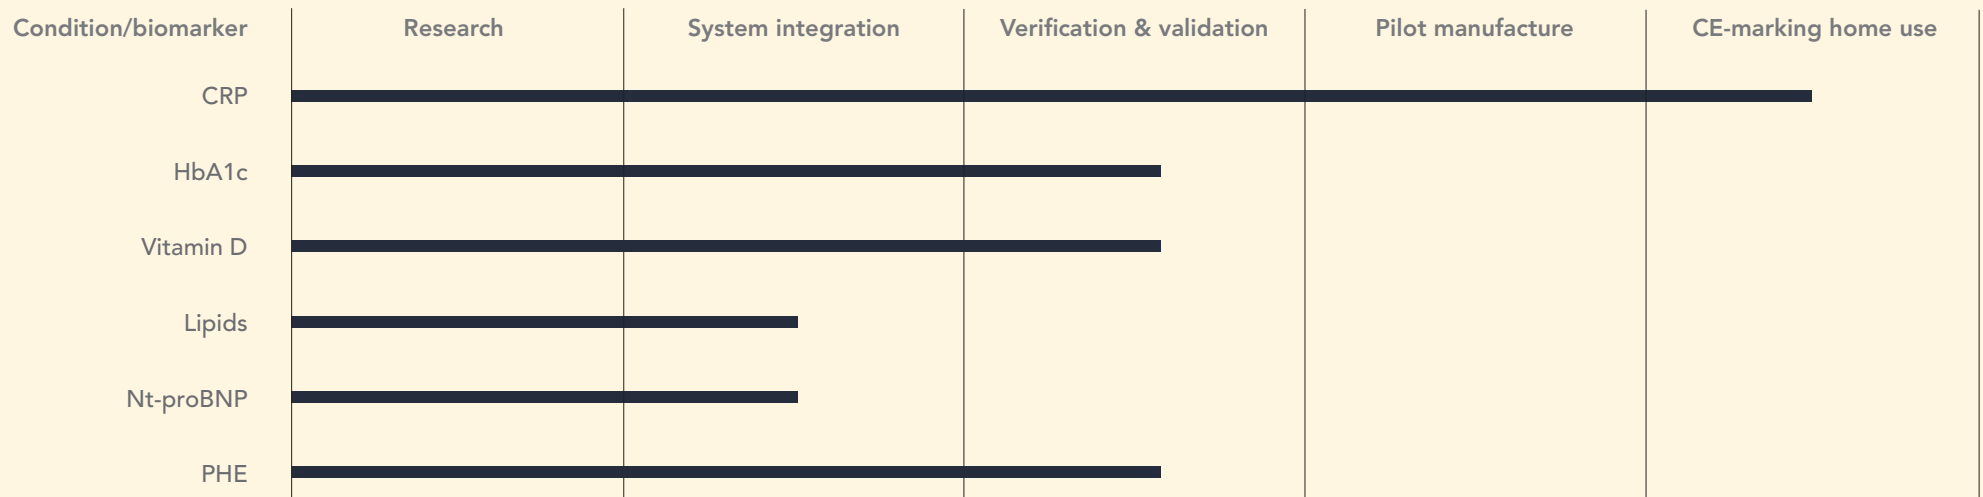 Condition/biomarker Research System integration Verification & validation Pilot manufacture CE-marking home use
CRP
HbA1c
Vitamin D
Lipids
Nt-proBNP
PHE